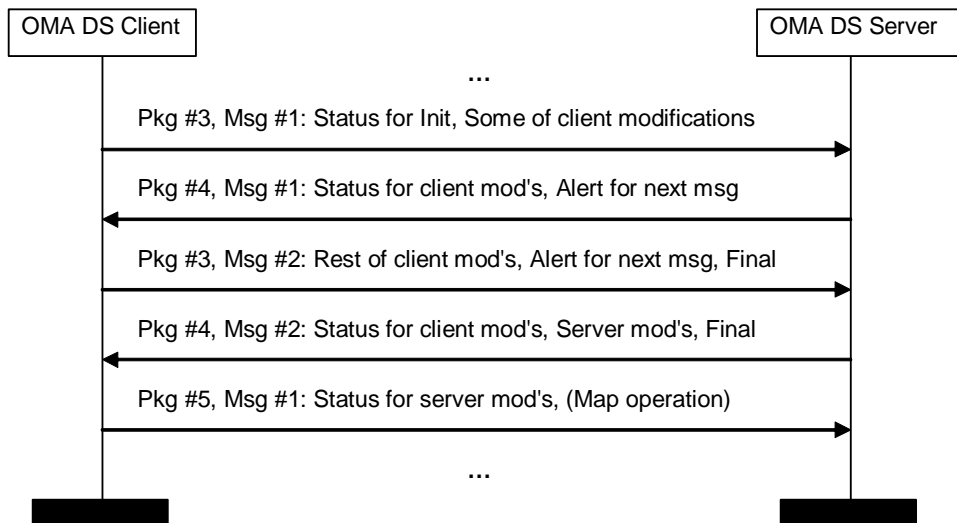 OMA DS Client
OMA DS Server
...
Pkg #3, Msg #1: Status for Init, Some of client modifications
Pkg #4, Msg #1: Status for client mod's, Alert for next msg
Pkg #3, Msg #2: Rest of client mod's, Alert for next msg, Final
Pkg #4, Msg #2: Status for client mod's, Server mod's, Final
Pkg #5, Msg #1: Status for server mod's, (Map operation)
...